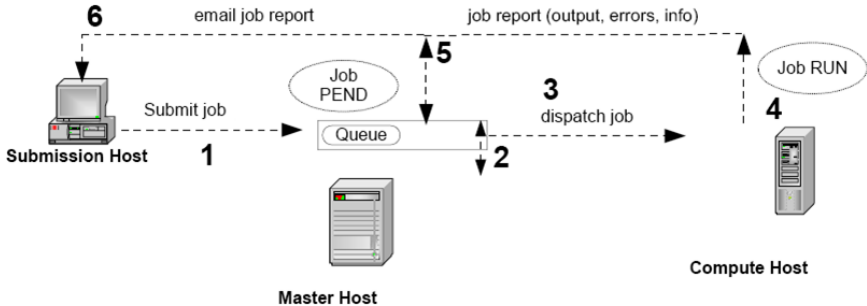 6
email job report
job report (output, errors, info)
5
Job
PEND
Job RUN
3
Submit job
dispatch job
4
Queue
Submission Host
1
2
Compute Host
Master Host